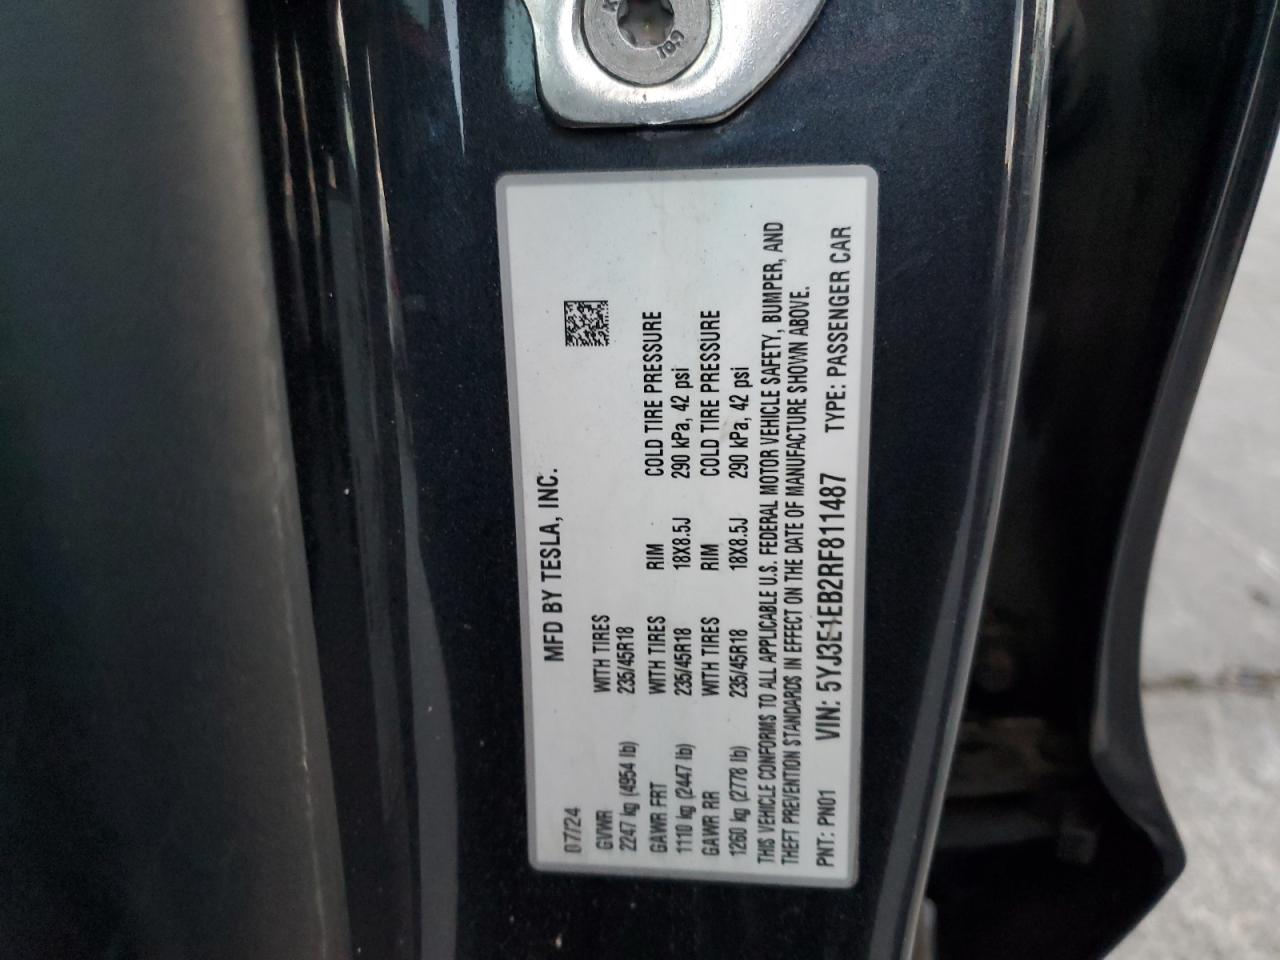 07/24 MFD BY TESLA, INC.
GVWR WITH TIRES
2247 kg (4954 lb) 235/45R18
GAWR FRT WITH TIRES RIM COLD TIRE PRESSURE
1110 kg (2447 lb) 235/45R18 18X8.5J 290 kPa, 42 psi
GAWR RR WITH TIRES RIM COLD TIRE PRESSURE
1260 kg (2778 lb) 235/45R18 18X8.5J 290 kPa, 42 psi
THIS VEHICLE CONFORMS TO ALL APPLICABLE U.S. FEDERAL MOTOR VEHICLE SAFETY, BUMPER, AND
THEFT PREVENTION STANDARDS IN EFFECT ON THE DATE OF MANUFACTURE SHOWN ABOVE.
PNT: PN01 VIN: 5YJ3E1EB2RF811487 TYPE: PASSENGER CAR